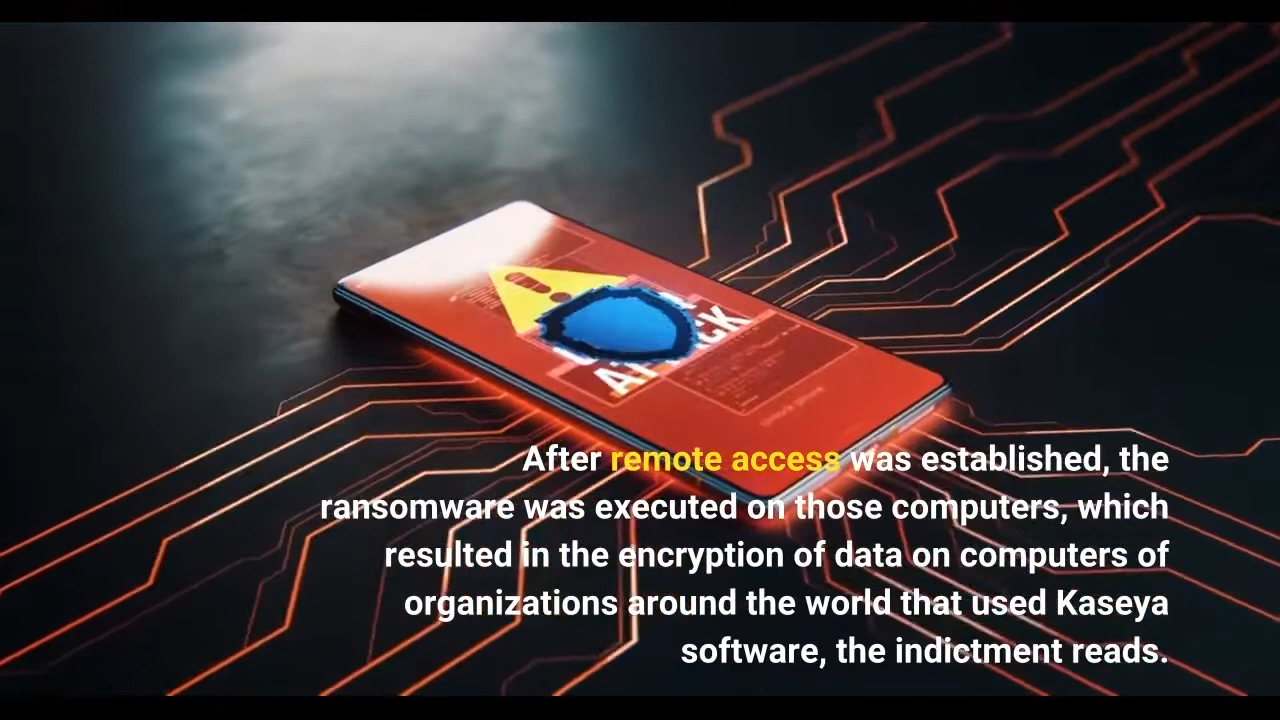 After remote access was established, the
ransomware was executed on those computers, which
resulted in the encryption of data on computers of
organizations around the world that used Kaseya
software, the indictment reads.